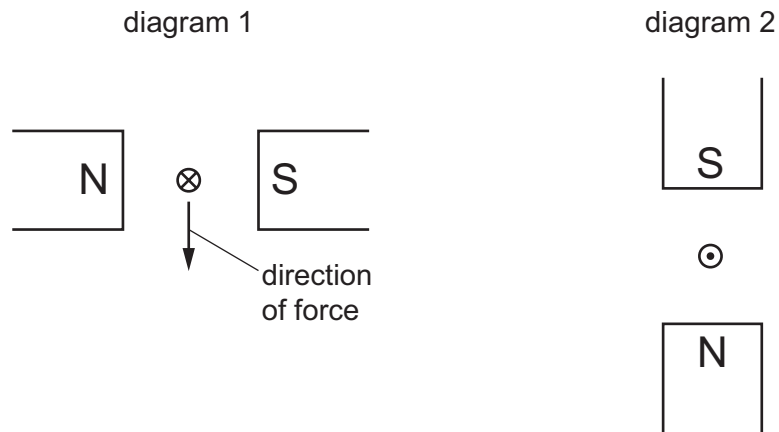 diagram 1
diagram 2
N
S
direction
of force
S
N